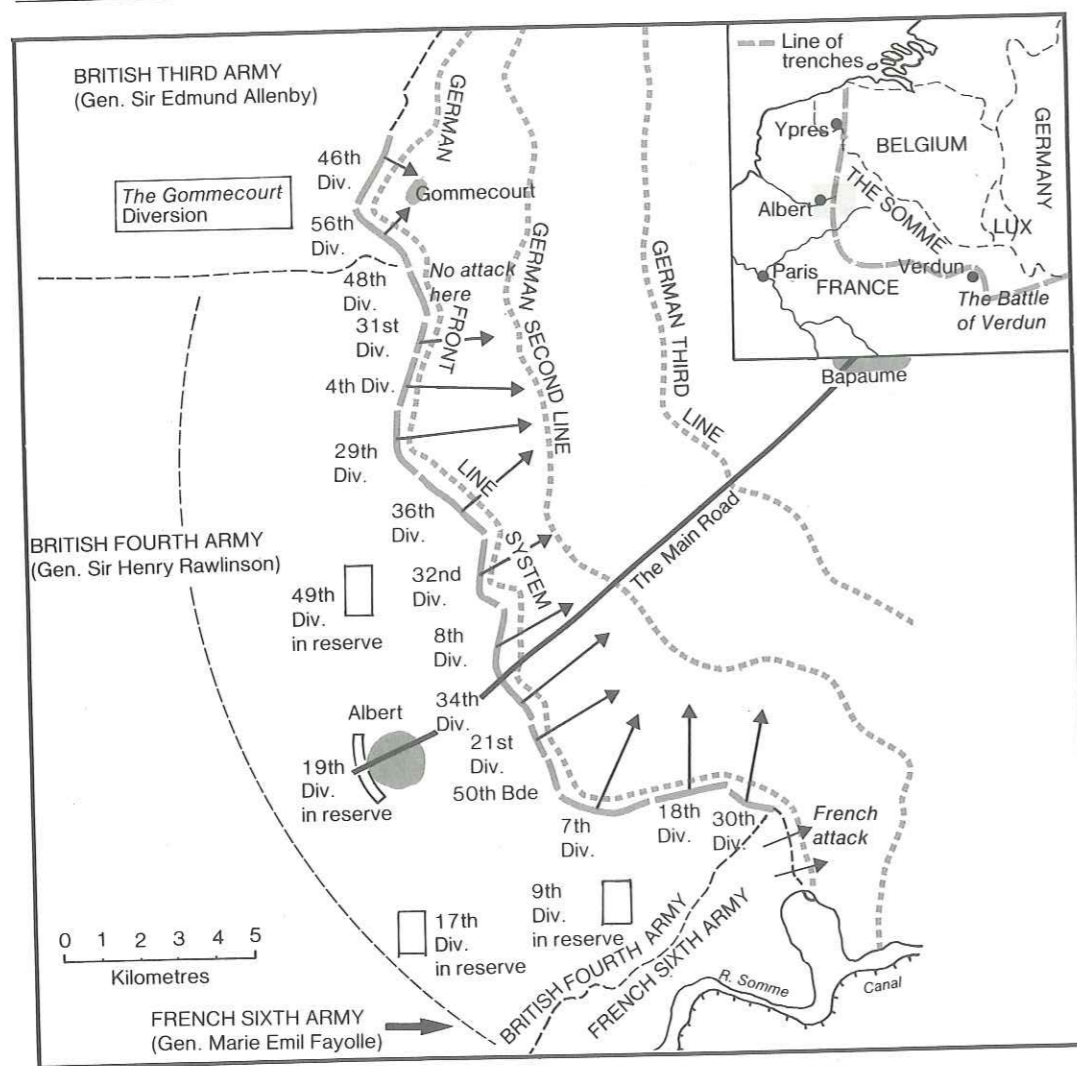 BRITISH THIRD ARMY
(Gen. Sir Edmund Allenby)
The Gommecourt
Diversion
46th
Div.
56th
Div.
Gommecourt
48th
Div.
No attack
here
31st
Div.
4th Div.
29th
Div.
36th
Div.
BRITISH FOURTH ARMY
(Gen. Sir Henry Rawlinson)
49th
Div.
in reserve
32nd
Div.
8th
Div.
34th
Div.
Albert
19th
Div.
in reserve
21st
Div.
50th Bde
7th
Div.
18th
Div.
30th
Div.
French
attack
9th
Div.
in reserve
17th
Div.
in reserve
GERMAN
FRONT
LINE
SYSTEM
GERMAN SECOND LINE
GERMAN THIRD
LINE
The Main Road
Bapaume
BRITISH FOURTH ARMY
FRENCH SIXTH ARMY
R. Somme
Canal
0 1 2 3 4 5
Kilometres
FRENCH SIXTH ARMY
(Gen. Marie Emil Fayolle)
Line of
trenches
Ypres
BELGIUM
GERMANY
THE SOMME
Albert
LUX
Paris
Verdun
FRANCE
The Battle
of Verdun